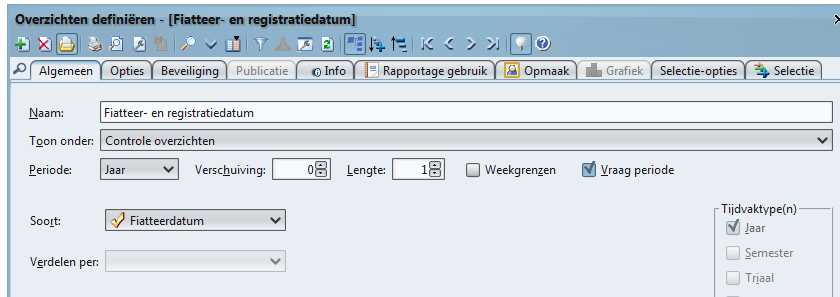 Overzichten definiëren - [Fiatteer- en registratiedatum]
Algemeen Opties Beveiliging Publicatie Info Rapportage gebruik Opmaak Grafiek Selectie-opties Selectie
Naam: Fiatteer- en registratiedatum
Toon onder: Controle overzichten
Periode: Jaar Verschuiving: 0 Lengte: 1 Weekgrenzen Vraag periode
Soort: Fiatteerdatum
Verdelen per:
Tijdvaktype(n)
Jaar
Semester
Trjaal